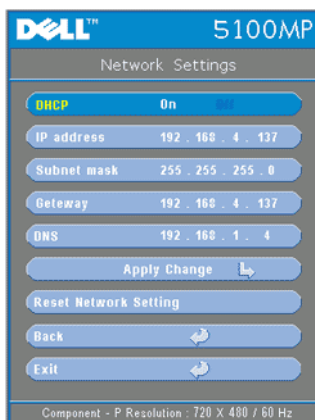 DELL™ 5100MP
Network Settings
DHCP On Off
IP address 192 . 168 . 4 . 137
Subnet mask 255 . 255 . 255 . 0
Geteway 192 . 168 . 4 . 137
DNS 192 . 168 . 1 . 4
Apply Change
Reset Network Setting
Back
Exit
Component - P Resolution : 720 X 480 / 60 Hz